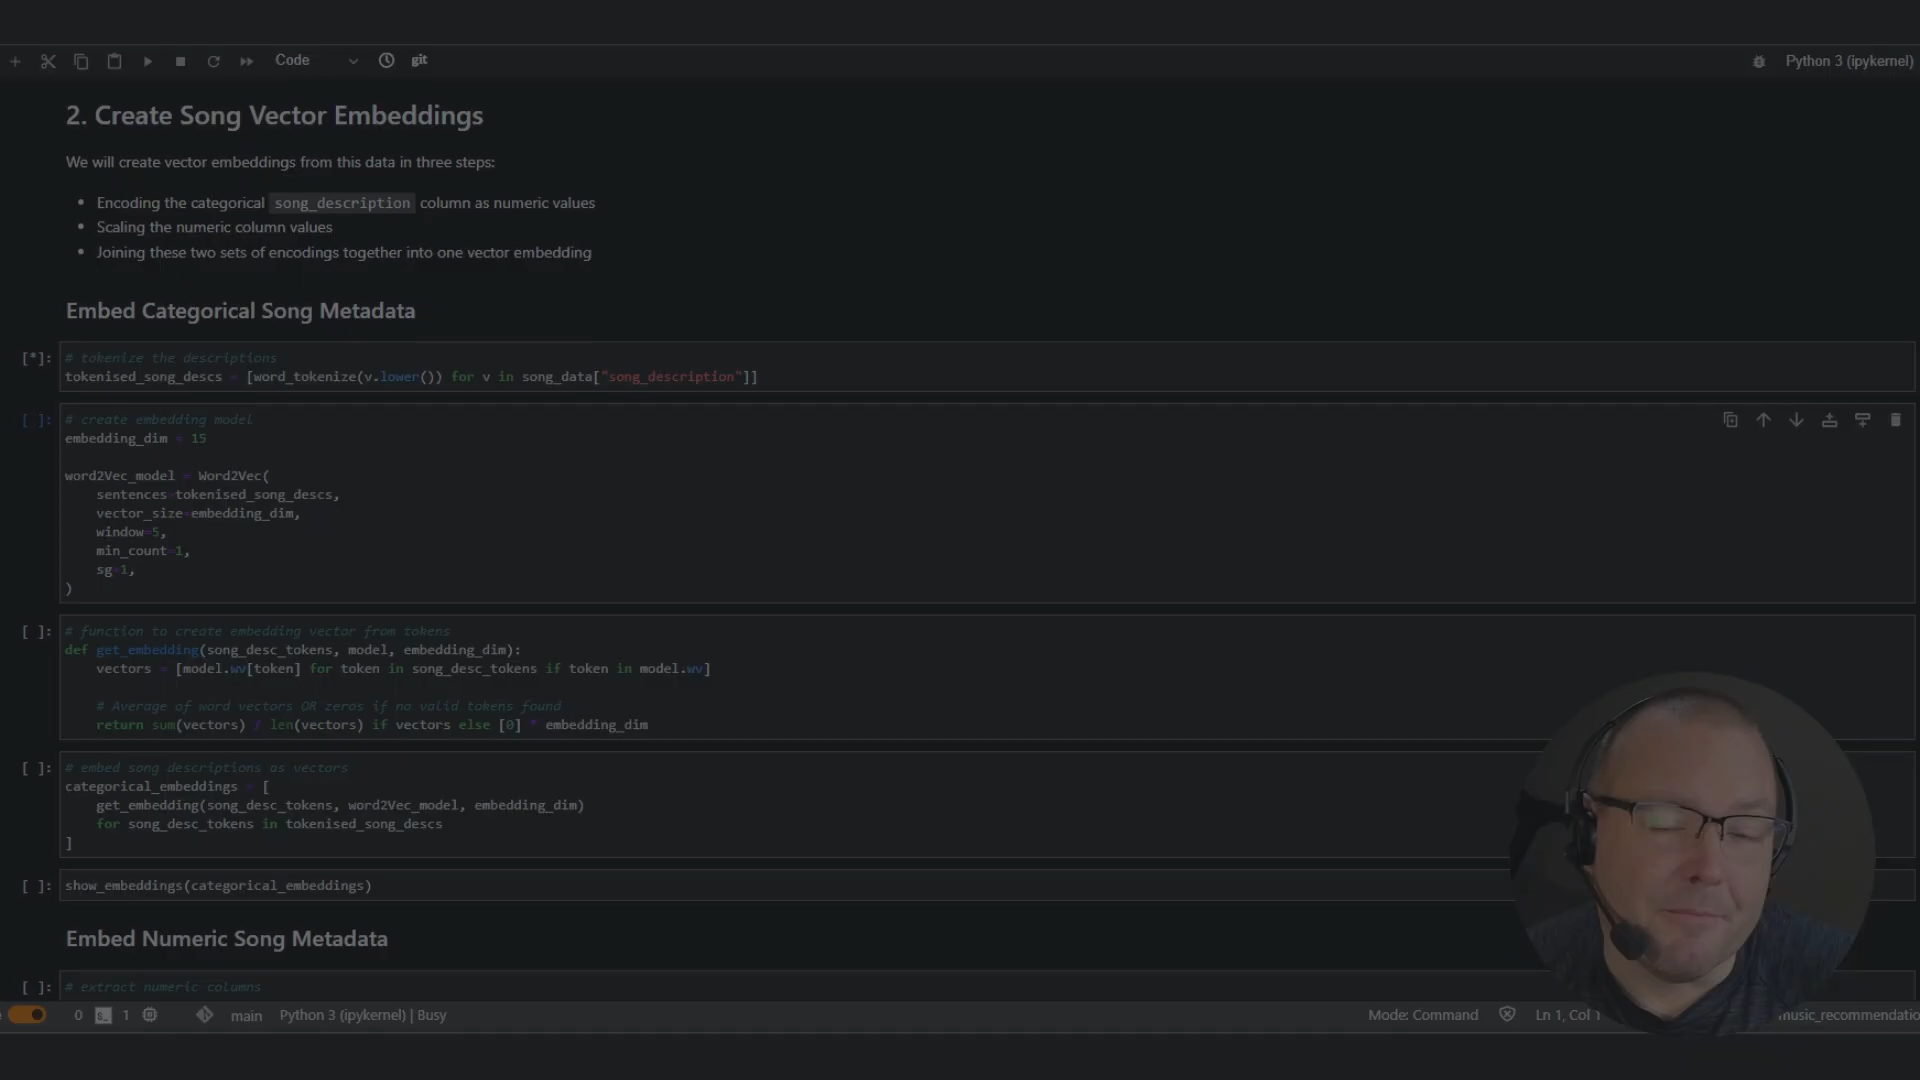 Code
git
Python 3 (ipykernel)
2. Create Song Vector Embeddings
We will create vector embeddings from this data in three steps:
• Encoding the categorical song_description column as numeric values
• Scaling the numeric column values
• Joining these two sets of encodings together into one vector embedding
Embed Categorical Song Metadata
[*]: # tokenize the descriptions
tokenised_song_descs = [word_tokenize(v.lower()) for v in song_data["song_description"]]
[ ]: # create embedding model
embedding_dim = 15
word2Vec_model = Word2Vec(
sentences=tokenised_song_descs,
vector_size=embedding_dim,
window=5,
min_count=1,
sg=1,
)
[ ]: # function to create embedding vector from tokens
def get_embedding(song_desc_tokens, model, embedding_dim):
vectors = [model.wv[token] for token in song_desc_tokens if token in model.wv]
# Average of word vectors OR zeros if no valid tokens found
return sum(vectors) / len(vectors) if vectors else [0] * embedding_dim
[ ]: # embed song descriptions as vectors
categorical_embeddings = [
get_embedding(song_desc_tokens, word2Vec_model, embedding_dim)
for song_desc_tokens in tokenised_song_descs
]
[ ]: show_embeddings(categorical_embeddings)
Embed Numeric Song Metadata
[ ]: # extract numeric columns
0 1 main Python 3 (ipykernel) | Busy Mode: Command Ln 1, Col 1 music_recommendatio